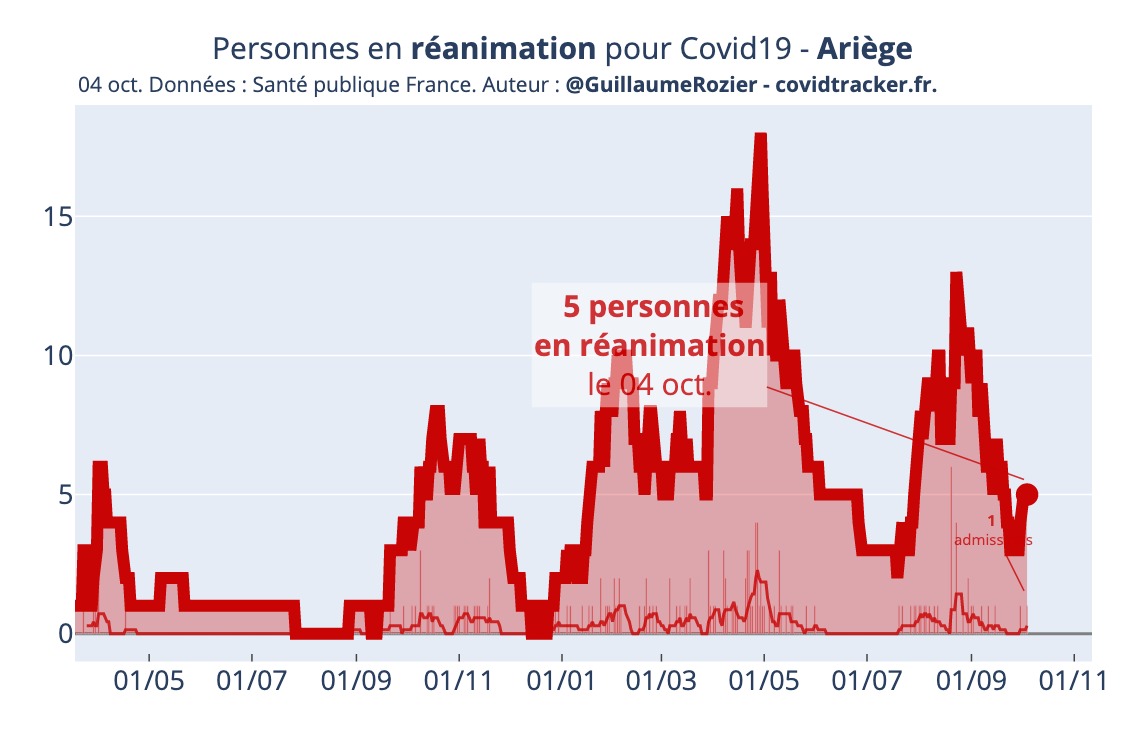 Personnes en réanimation pour Covid19 - Ariège
04 oct. Données : Santé publique France. Auteur : @GuillaumeRozier - covidtracker.fr.
15
10
5
0
5 personnes
en réanimation
le 04 oct.
1
admissions
01/05
01/07
01/09
01/11
01/01
01/03
01/05
01/07
01/09
01/11